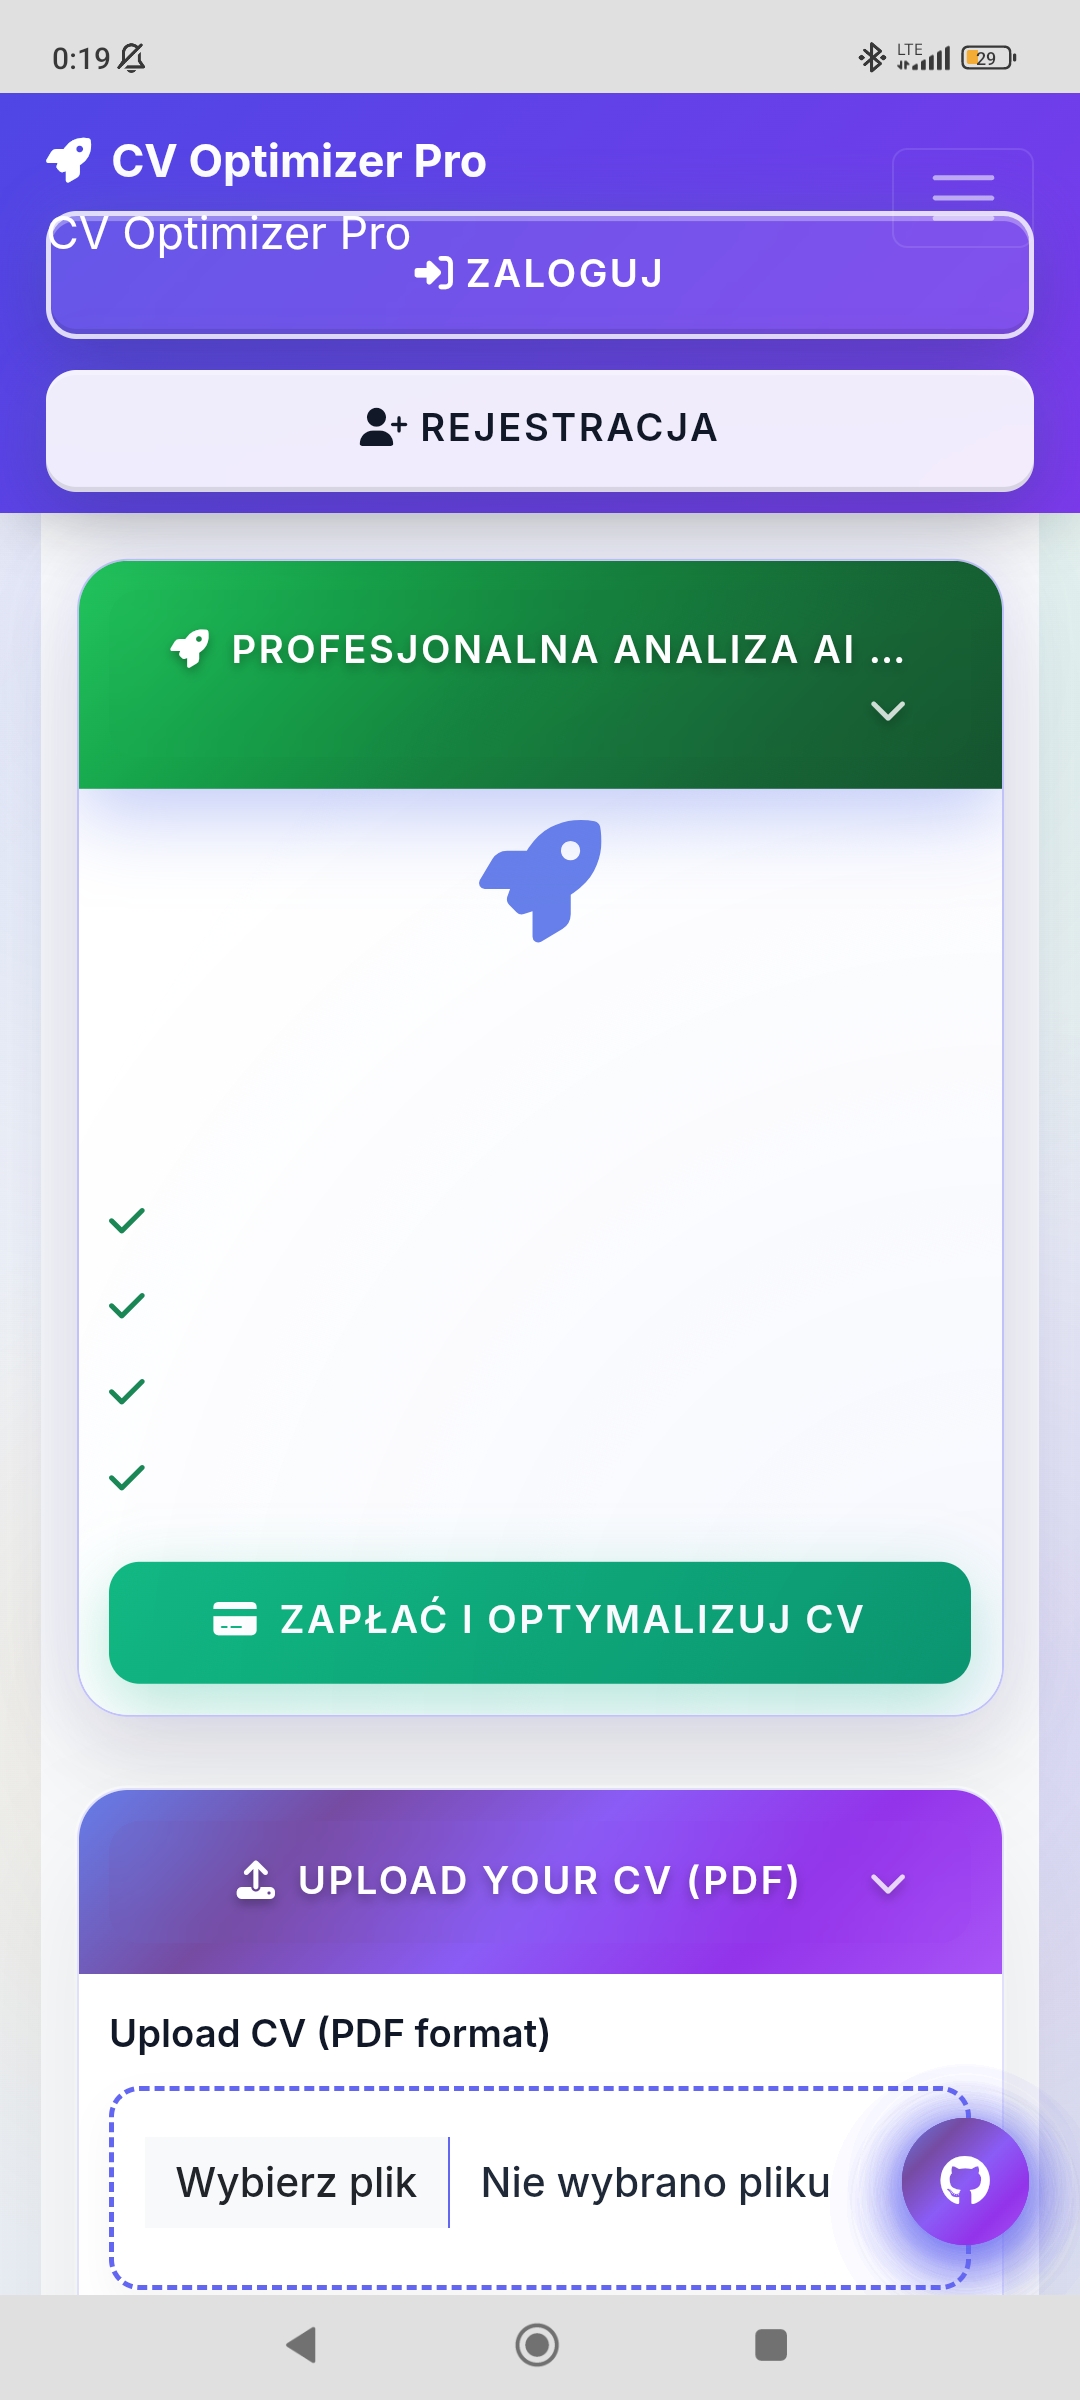 0:19
LTE
29
CV Optimizer Pro
CV Optimizer Pro
ZALOGUJ
REJESTRACJA
PROFESJONALNA ANALIZA AI ...
ZAPŁAĆ I OPTYMALIZUJ CV
UPLOAD YOUR CV (PDF)
Upload CV (PDF format)
Wybierz plik
Nie wybrano pliku